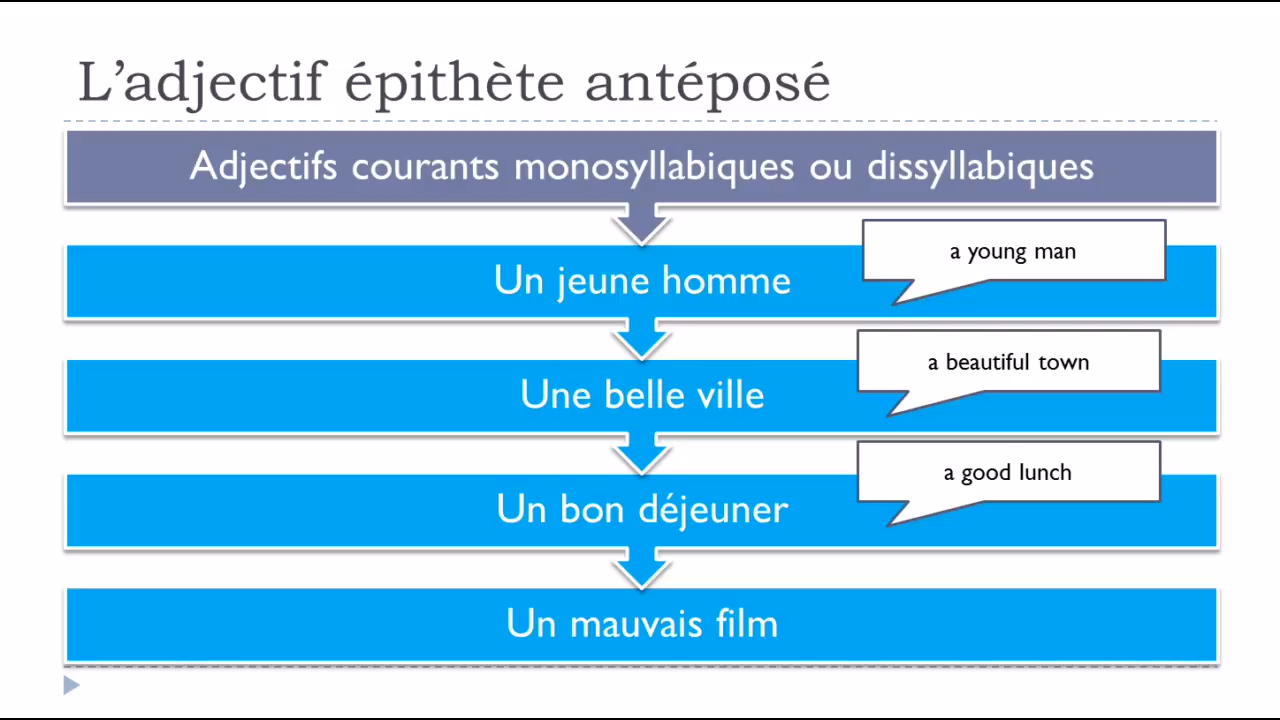 L’adjectif épithète antéposé
Adjectifs courants monosyllabiques ou dissyllabiques
a young man
Un jeune homme
a beautiful town
Une belle ville
a good lunch
Un bon déjeuner
Un mauvais film